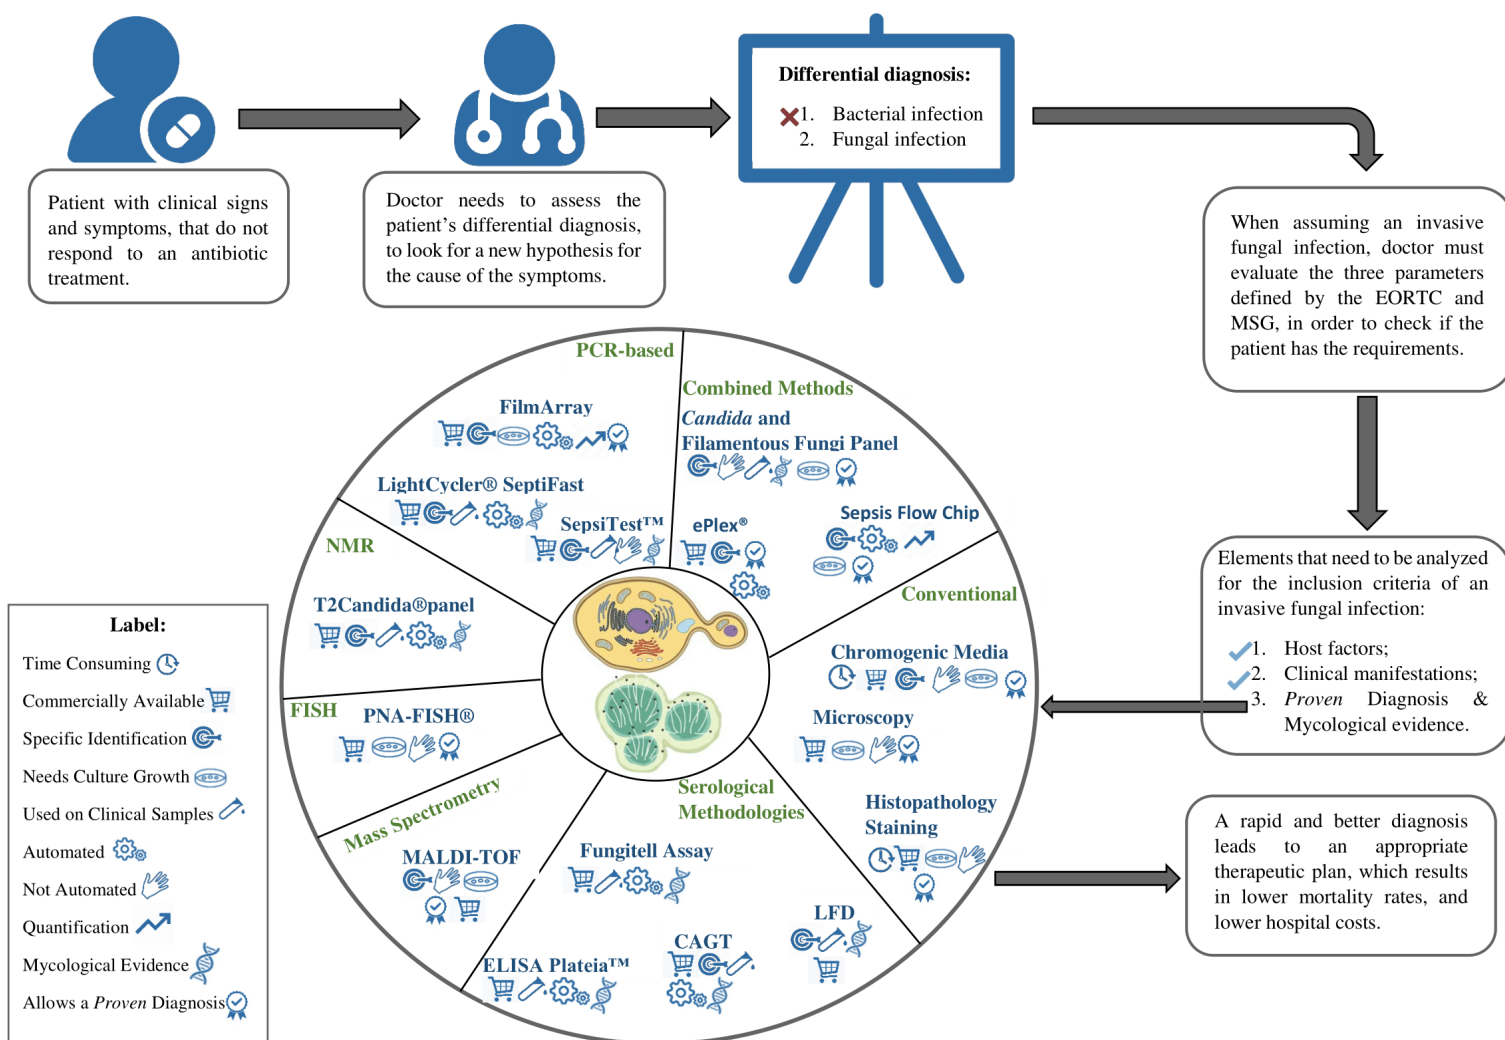 Patient with clinical signs
and symptoms, that do not
respond to an antibiotic
treatment.
Doctor needs to assess the
patient's differential diagnosis,
to look for a new hypothesis for
the cause of the symptoms.
Differential diagnosis:
1. Bacterial infection
2. Fungal infection
When assuming an invasive
fungal infection, doctor must
evaluate the three parameters
defined by the EORTC and
MSG, in order to check if the
patient has the requirements.
Elements that need to be analyzed
for the inclusion criteria of an
invasive fungal infection:
1. Host factors;
2. Clinical manifestations;
3. Proven Diagnosis &
Mycological evidence.
A rapid and better diagnosis
leads to an appropriate
therapeutic plan, which results
in lower mortality rates, and
lower hospital costs.
PCR-based
FilmArray
LightCycler® SeptiFast
SepsiTest™
Combined Methods
Candida and
Filamentous Fungi Panel
ePlex®
Sepsis Flow Chip
Conventional
Chromogenic Media
Microscopy
Histopathology
Staining
Serological
Methodologies
Fungitell Assay
LFD
CAGT
ELISA Plateia™
Mass Spectrometry
MALDI-TOF
FISH
PNA-FISH®
NMR
T2Candida®panel
Label:
Time Consuming
Commercially Available
Specific Identification
Needs Culture Growth
Used on Clinical Samples
Automated
Not Automated
Quantification
Mycological Evidence
Allows a Proven Diagnosis